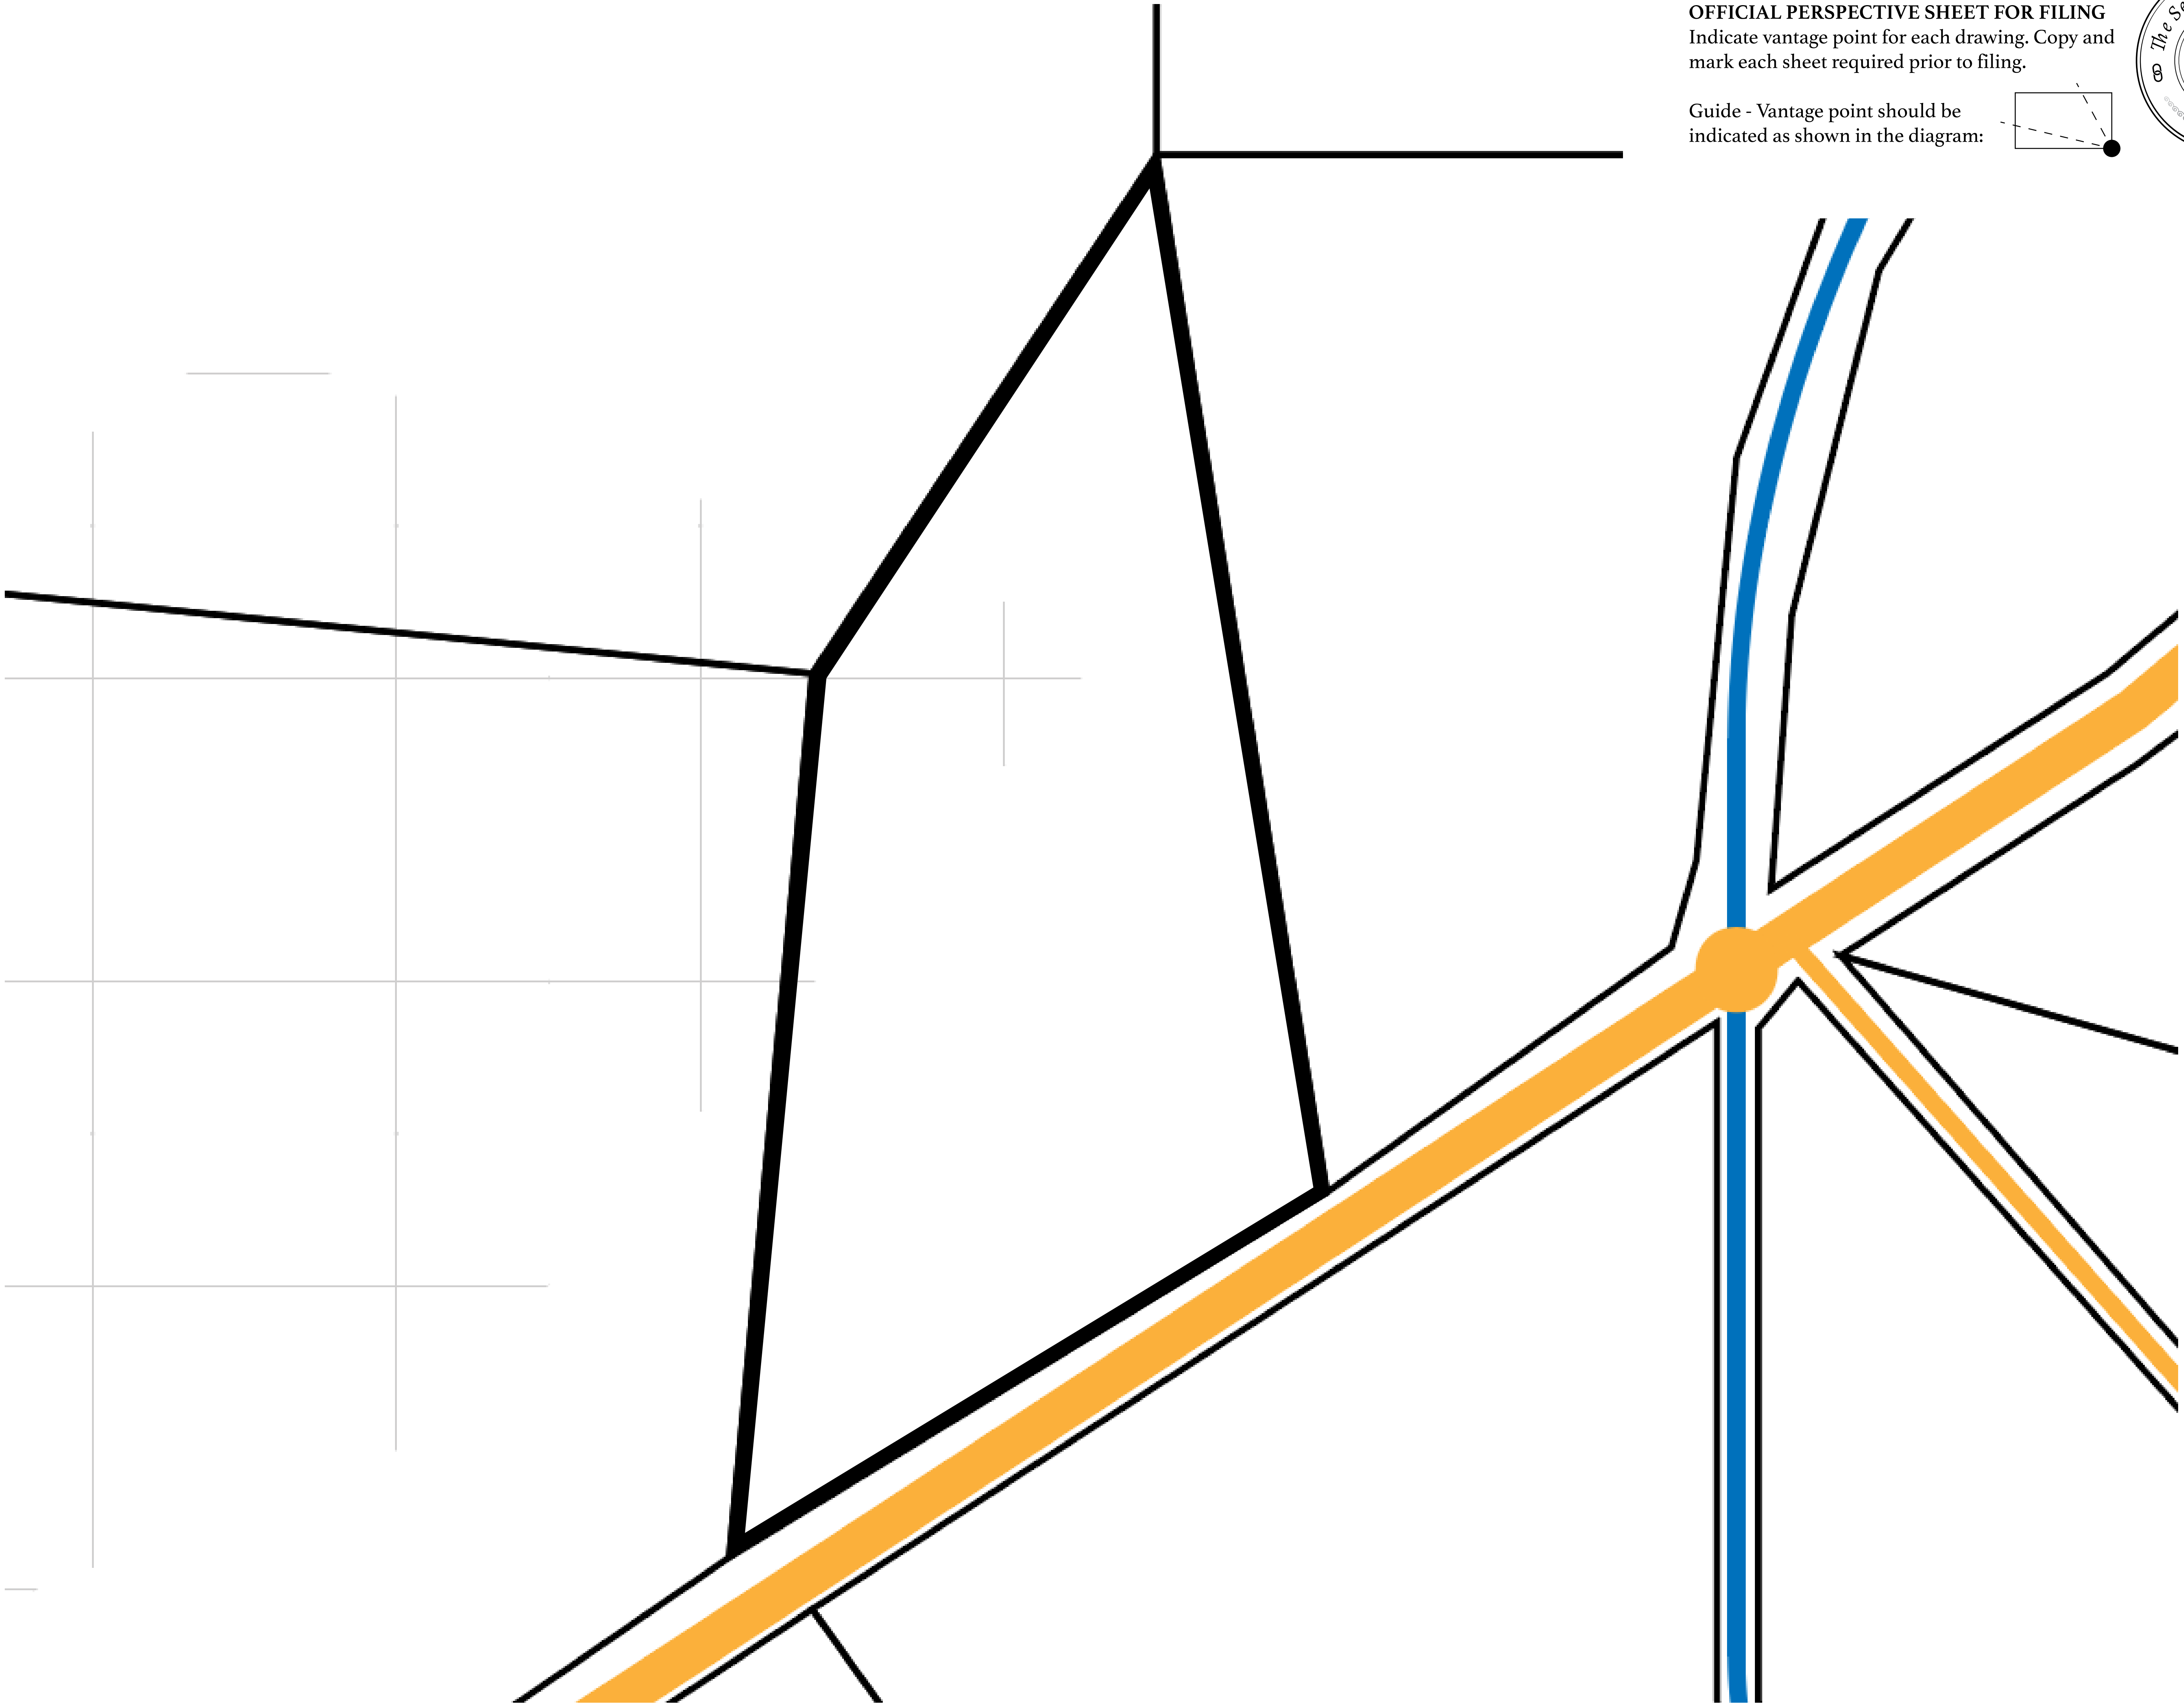 OFFICIAL PERSPECTIVE SHEET FOR FILING
Indicate vantage point for each drawing. Copy and
mark each sheet required prior to filing.
Guide - Vantage point should be
indicated as shown in the diagram:
The